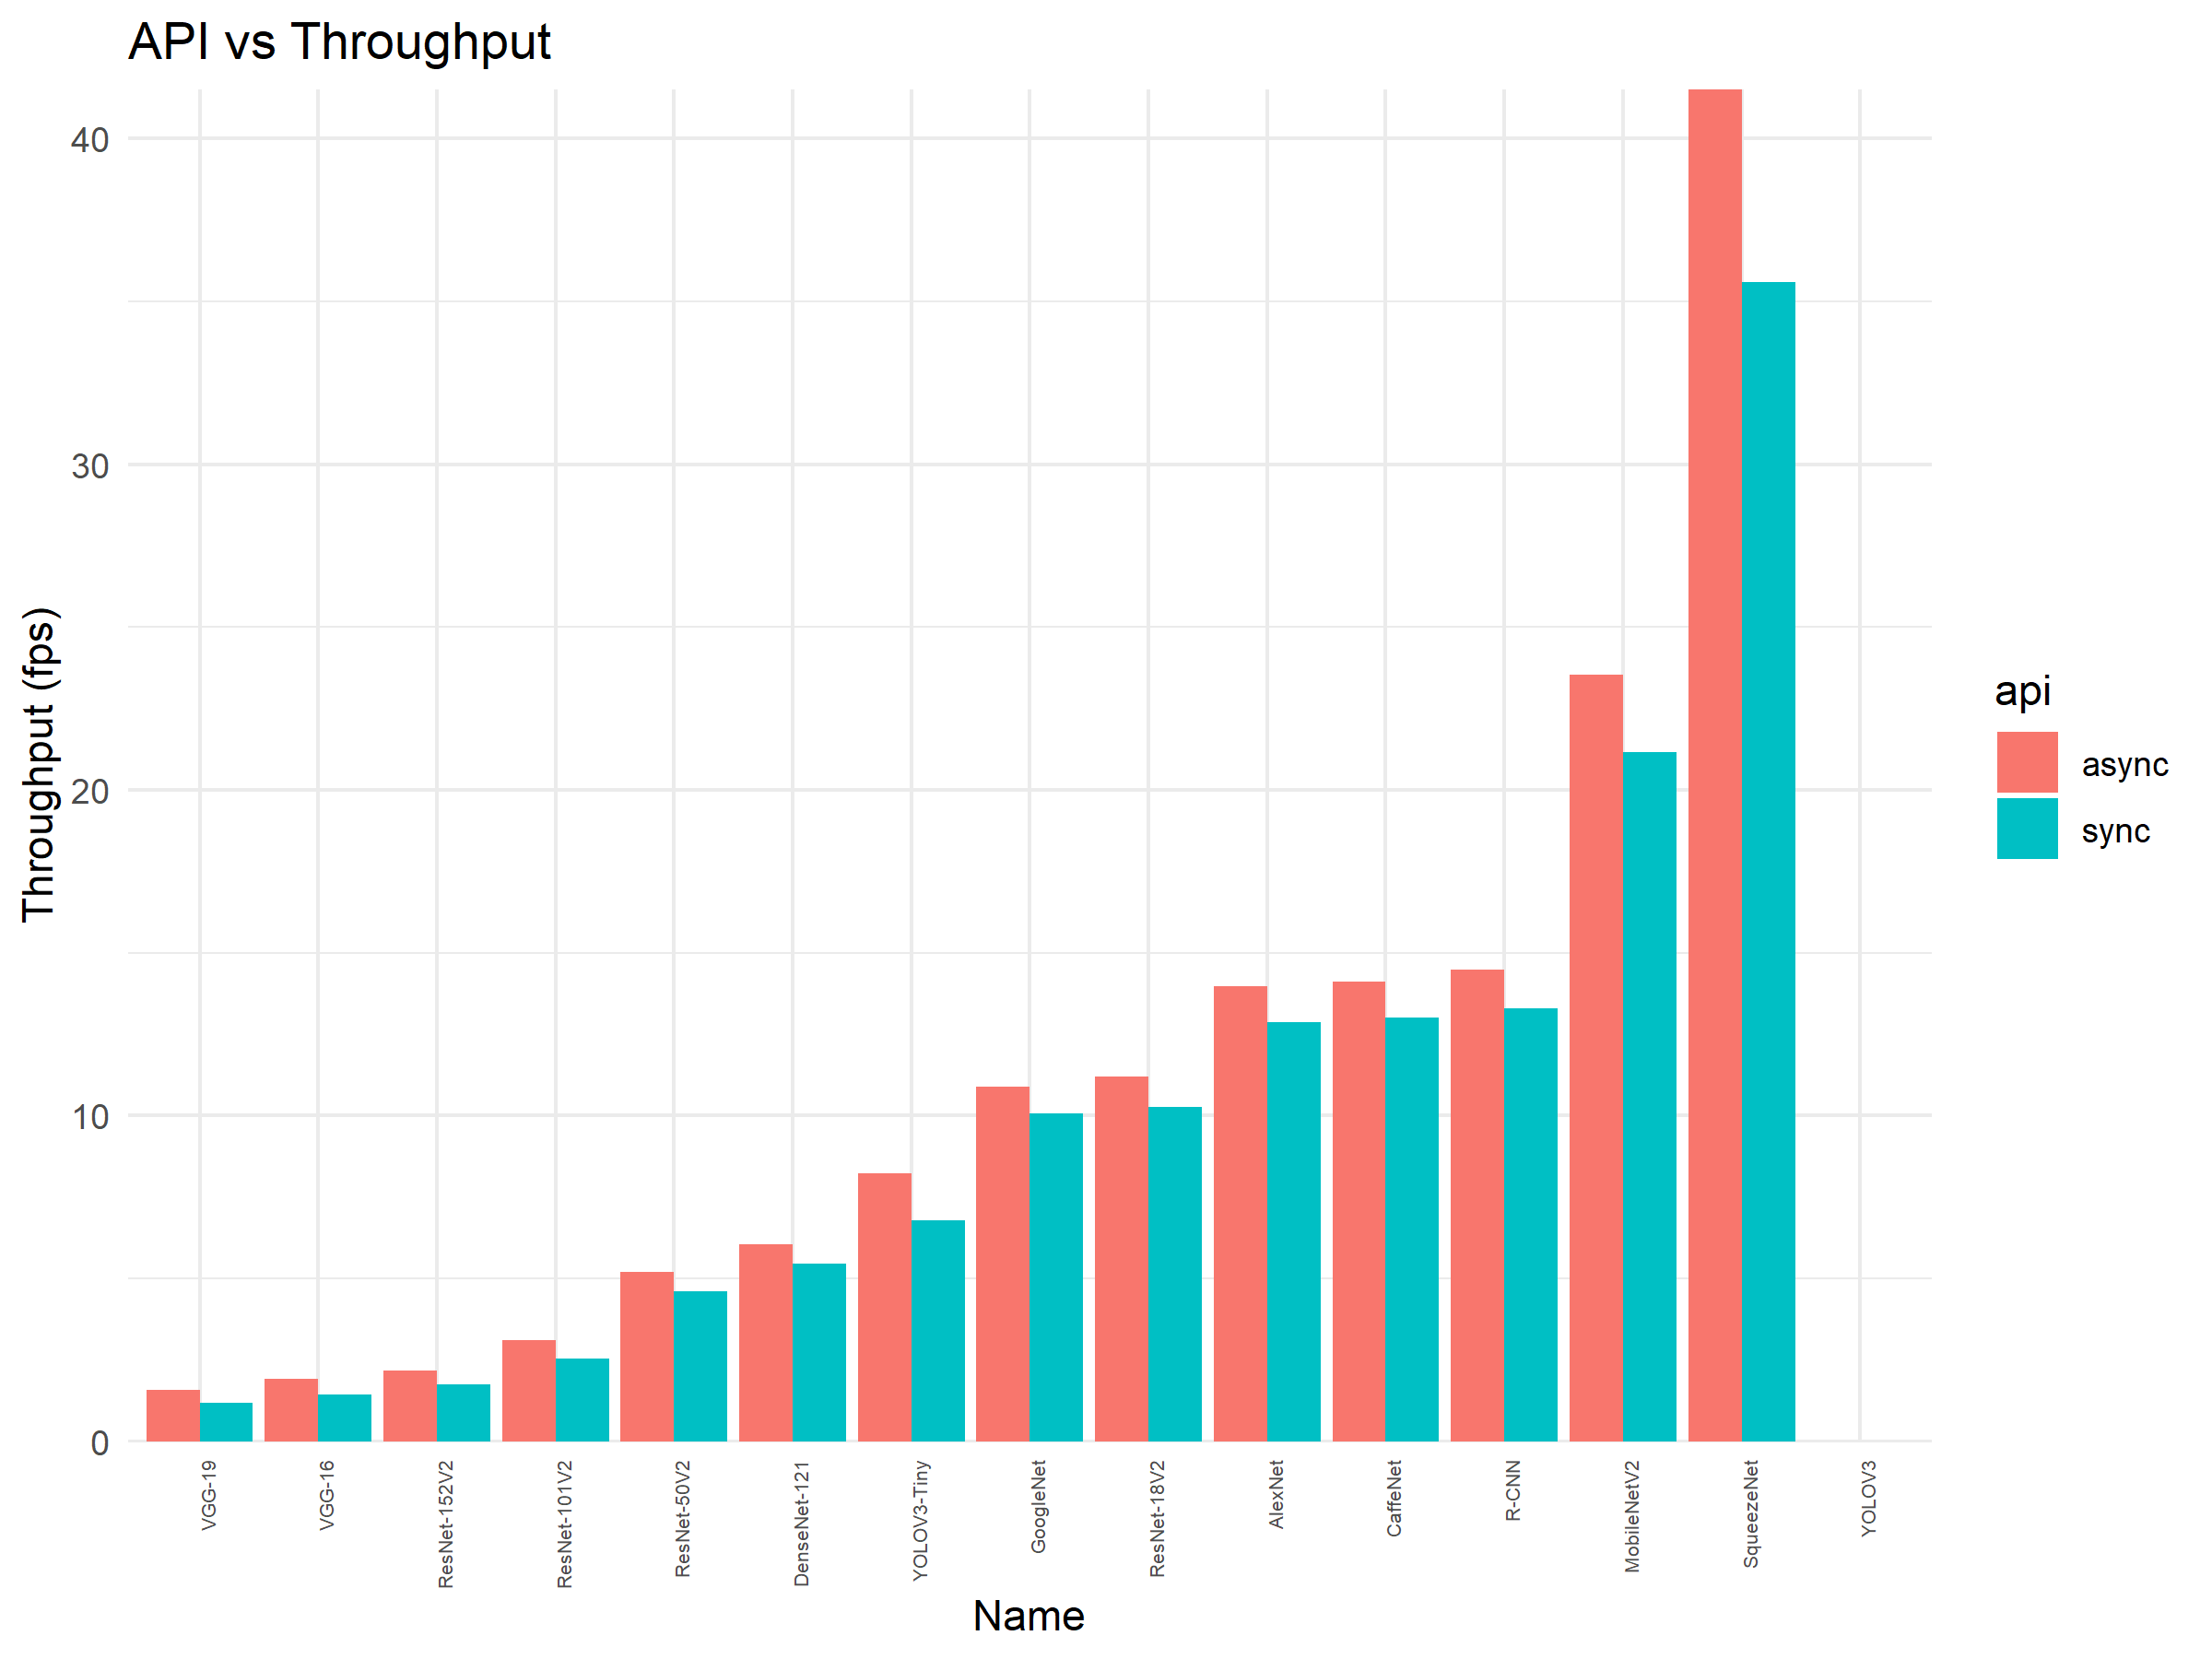 API vs Throughput
Throughput (fps)
40
30
20
10
0
VGG-19
VGG-16
ResNet-152V2
ResNet-101V2
ResNet-50V2
DenseNet-121
YOLOV3-Tiny
GoogleNet
ResNet-18V2
AlexNet
CaffeNet
R-CNN
MobileNetV2
SqueezeNet
YOLOV3
Name
api
async
sync